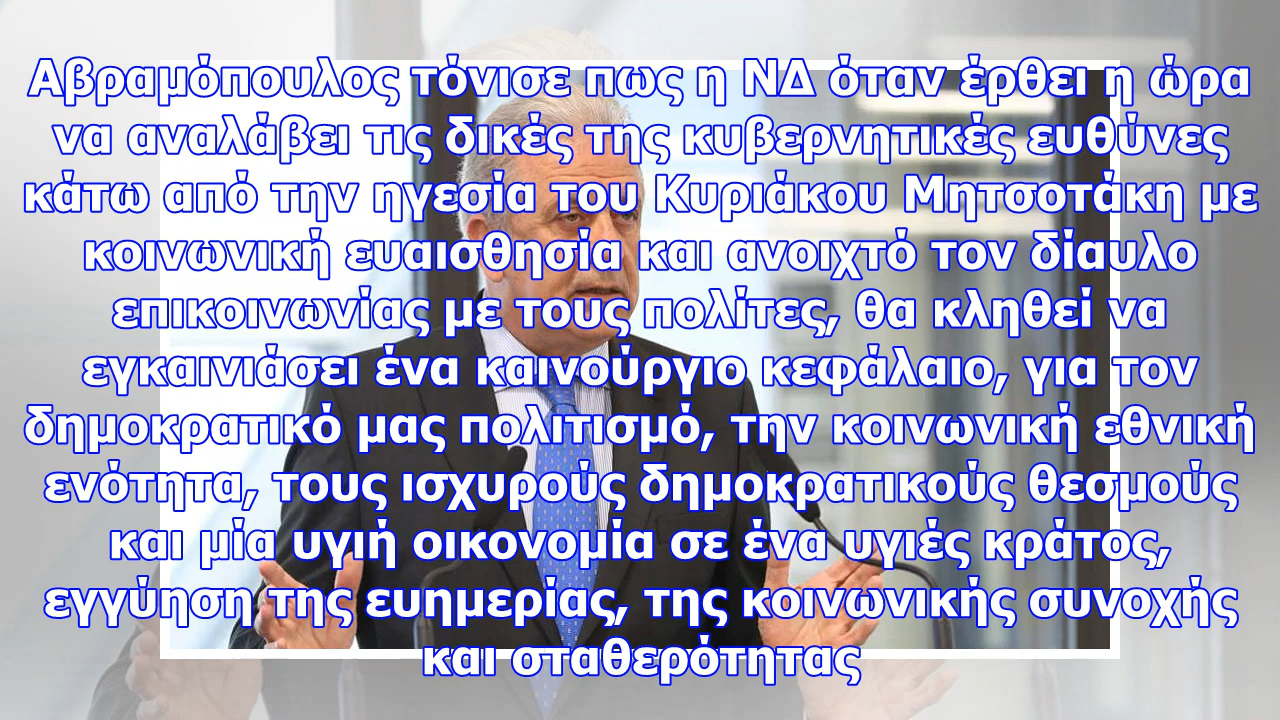 Αβραμόπουλος τόνισε πως η ΝΔ όταν έρθει η ώρα
να αναλάβει τις δικές της κυβερνητικές ευθύνες
κάτω από την ηγεσία του Κυριάκου Μητσοτάκη με
κοινωνική ευαισθησία και ανοιχτό τον δίαυλο
επικοινωνίας με τους πολίτες, θα κληθεί να
εγκαινιάσει ένα καινούργιο κεφάλαιο, για τον
δημοκρατικό μας πολιτισμό, την κοινωνική εθνική
ενότητα, τους ισχυρούς δημοκρατικούς θεσμούς
και μία υγιή οικονομία σε ένα υγιές κράτος,
εγγύηση της ευημερίας, της κοινωνικής συνοχής
και σταθερότητας